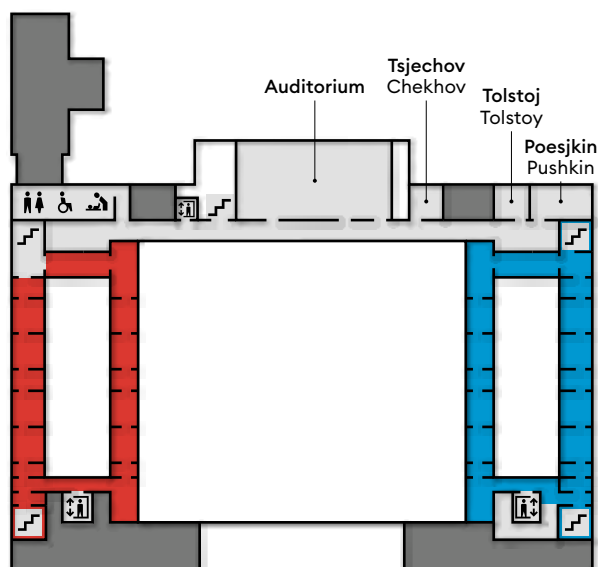 Auditorium
Tsjechov
Chekhov
Tolstoj
Tolstoy
Poesjkin
Pushkin